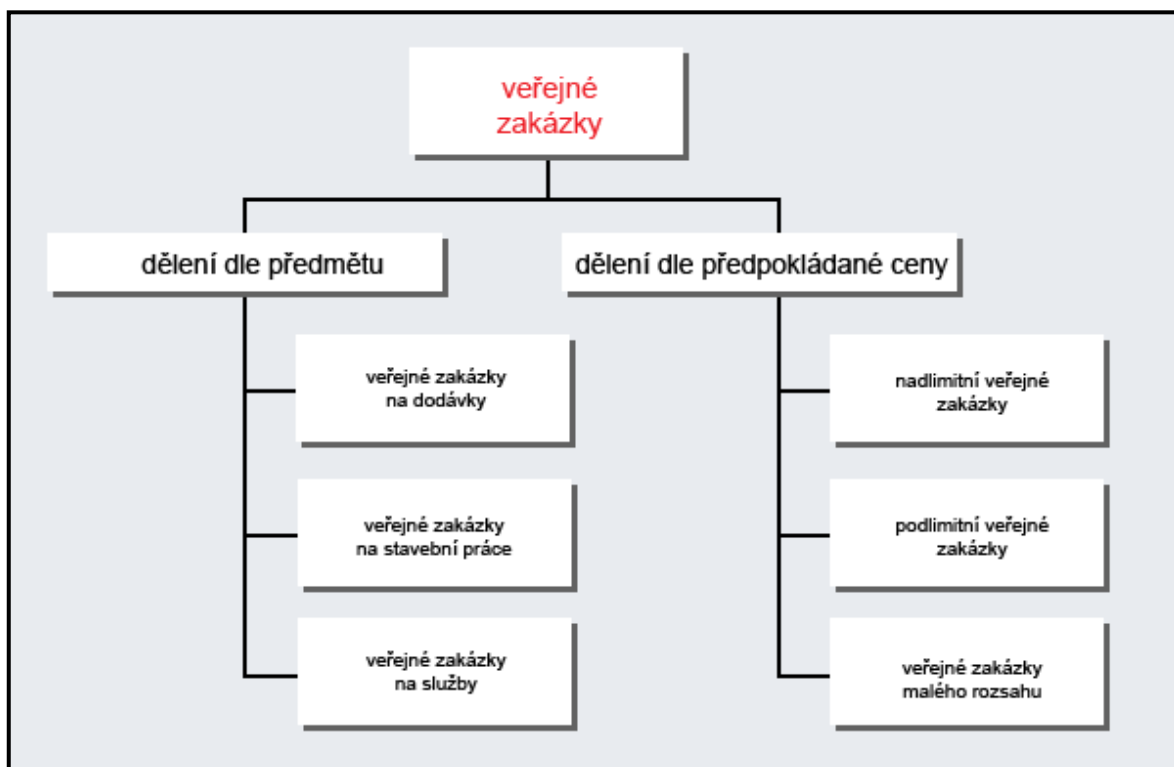 veřejné
zakázky
dělení dle předmětu
dělení dle předpokládané ceny
veřejné zakázky
na dodávky
veřejné zakázky
na stavební práce
veřejné zakázky
na služby
nadlimitní veřejné
zakázky
podlimitní veřejné
zakázky
veřejné zakázky
malého rozsahu